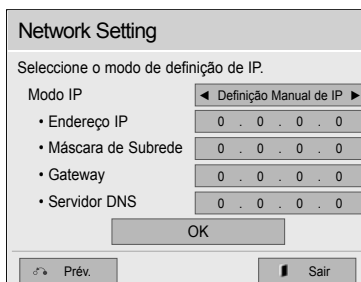 Network Setting
Seleccione o modo de definição de IP.
Modo IP ◄ Definição Manual de IP ►
• Endereço IP 0 . 0 . 0 . 0
• Máscara de Subrede 0 . 0 . 0 . 0
• Gateway 0 . 0 . 0 . 0
• Servidor DNS 0 . 0 . 0 . 0
OK
Prév. Sair